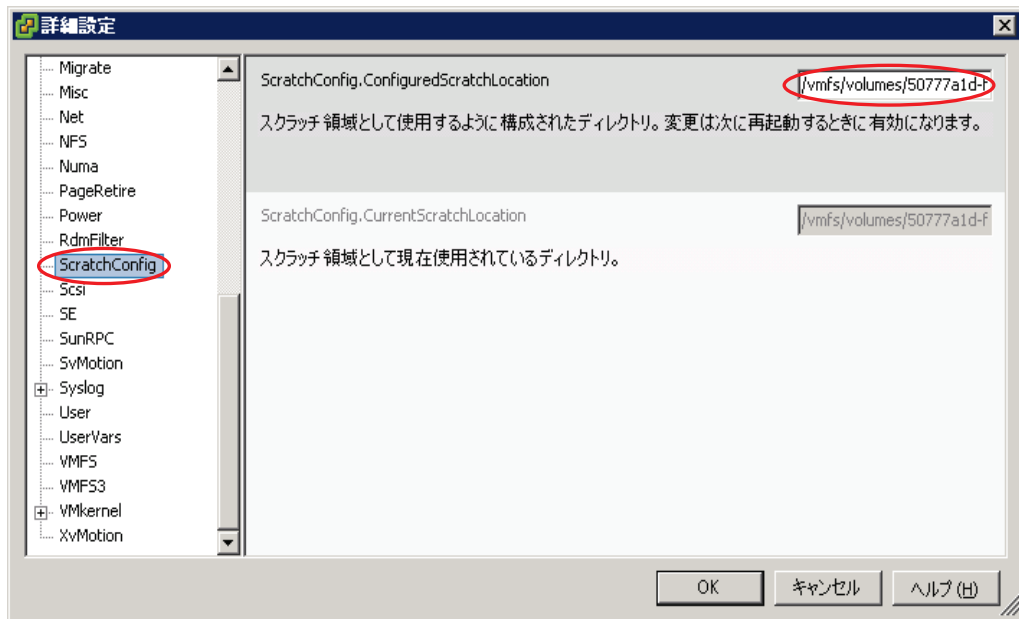 詳細設定
Migrate
Misc
Net
NFS
Numa
PageRetire
Power
RdmFilter
ScratchConfig
Scsi
SE
SunRPC
SvMotion
Syslog
User
UserVars
VMFS
VMFS3
VMkernel
XvMotion
ScratchConfig.ConfiguredScratchLocation
/vmfs/volumes/50777a1d-f
スクラッチ領域として使用するように構成されたディレクトリ。変更は次に再起動するときに有効になります。
ScratchConfig.CurrentScratchLocation
/vmfs/volumes/50777a1d-f
スクラッチ領域として現在使用されているディレクトリ。
OK
キャンセル
ヘルプ(H)